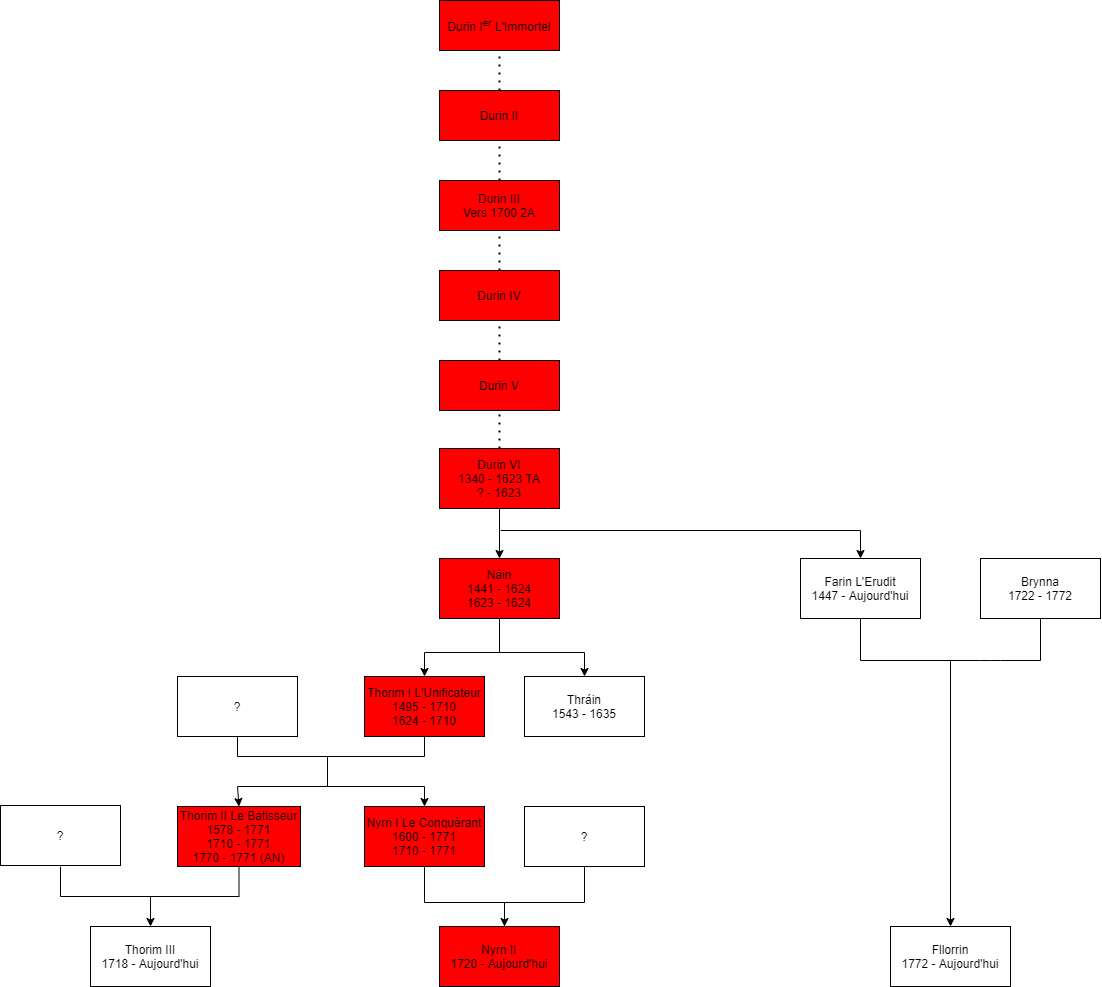 Durin Ier L'Immortel
Durin II
Durin III
Vers 1700 2A
Durin IV
Durin V
Durin VI
1340 - 1623 TA
? - 1623
Náin
1441 - 1624
1623 - 1624
Farin L'Erudit
1447 - Aujourd'hui
Brynna
1722 - 1772
?
Thorim I L'Unificateur
1495 - 1710
1624 - 1710
Thráin
1543 - 1635
?
Thorim II Le Batisseur
1578 - 1771
1710 - 1771
1770 - 1771 (AN)
Nyrn I Le Conquérant
1600 - 1771
1710 - 1771
?
Thorim III
1718 - Aujourd'hui
Nyrn II
1720 - Aujourd'hui
Fllorrin
1772 - Aujourd'hui